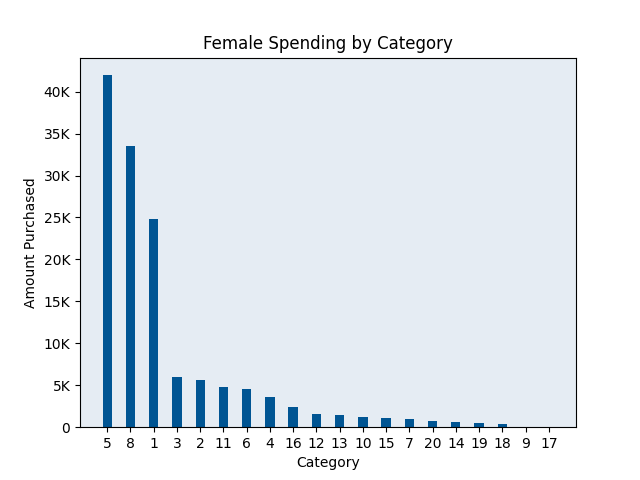 Female Spending by Category
Amount Purchased
40K
35K
30K
25K
20K
15K
10K
5K
0
5 8 1 3 2 11 6 4 16 12 13 10 15 7 20 14 19 18 9 17
Category